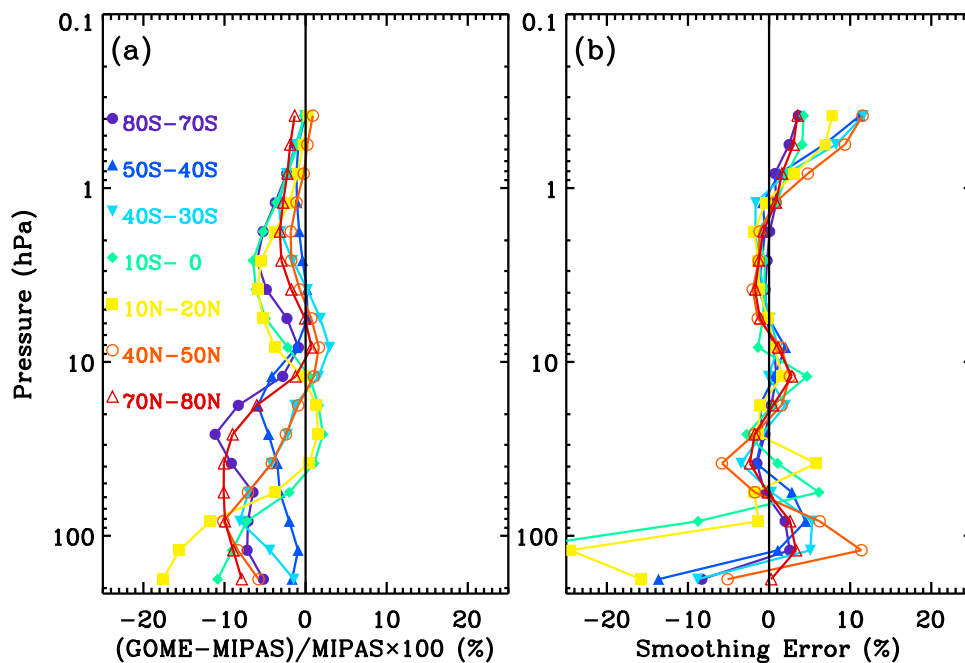 0.1 0.1
(a) (b)
80S-70S
50S-40S
1 1
40S-30S
10S- 0
10N-20N
40N-50N
10 10
70N-80N
100 100
Pressure (hPa)
-20 -10 0 10 20 -20 -10 0 10 20
(GOME-MIPAS)/MIPAS×100 (%) Smoothing Error (%)